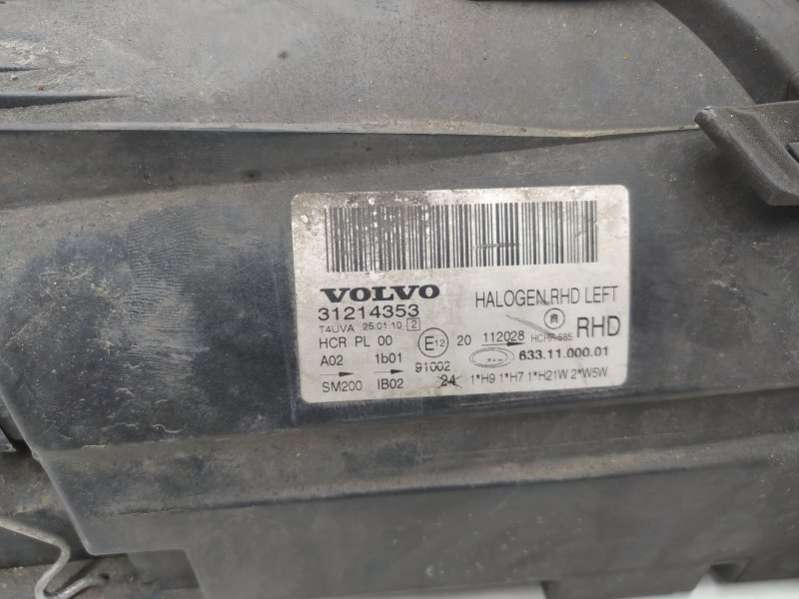 VOLVO
31214353
HALOGEN RHD LEFT
T4UVA 25.01.10 2
HCR PL 00
E12
20 112028
RHD
A02 1b01
91002
633.11.000.01
SM200 IB02
24
1*H9 1*H7 1*H21W 2*W5W